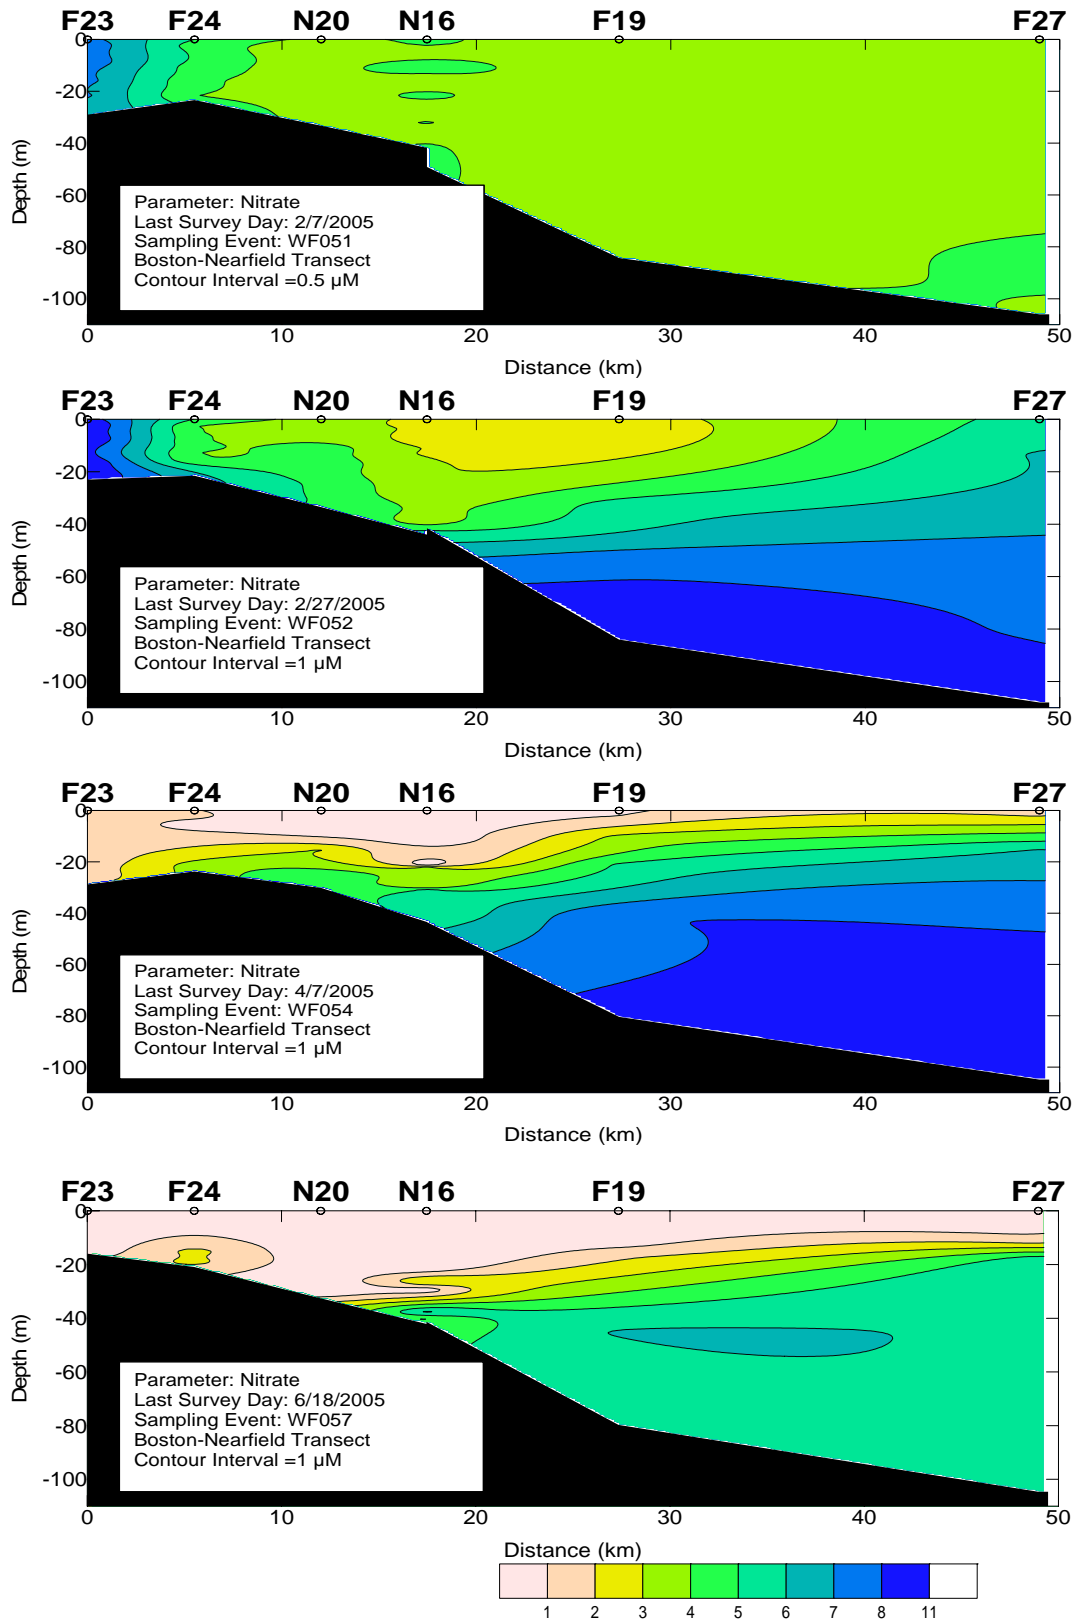 F23 F24 N20 N16 F19 F27
0
-20
-40
-60
-80
-100
Depth (m)
Parameter: Nitrate
Last Survey Day: 2/7/2005
Sampling Event: WF051
Boston-Nearfield Transect
Contour Interval =0.5 µM
0 10 20 30 40 50
Distance (km)
F23 F24 N20 N16 F19 F27
0
-20
-40
-60
-80
-100
Depth (m)
Parameter: Nitrate
Last Survey Day: 2/27/2005
Sampling Event: WF052
Boston-Nearfield Transect
Contour Interval =1 µM
0 10 20 30 40 50
Distance (km)
F23 F24 N20 N16 F19 F27
0
-20
-40
-60
-80
-100
Depth (m)
Parameter: Nitrate
Last Survey Day: 4/7/2005
Sampling Event: WF054
Boston-Nearfield Transect
Contour Interval =1 µM
0 10 20 30 40 50
Distance (km)
F23 F24 N20 N16 F19 F27
0
-20
-40
-60
-80
-100
Depth (m)
Parameter: Nitrate
Last Survey Day: 6/18/2005
Sampling Event: WF057
Boston-Nearfield Transect
Contour Interval =1 µM
0 10 20 30 40 50
Distance (km)
1 2 3 4 5 6 7 8 11